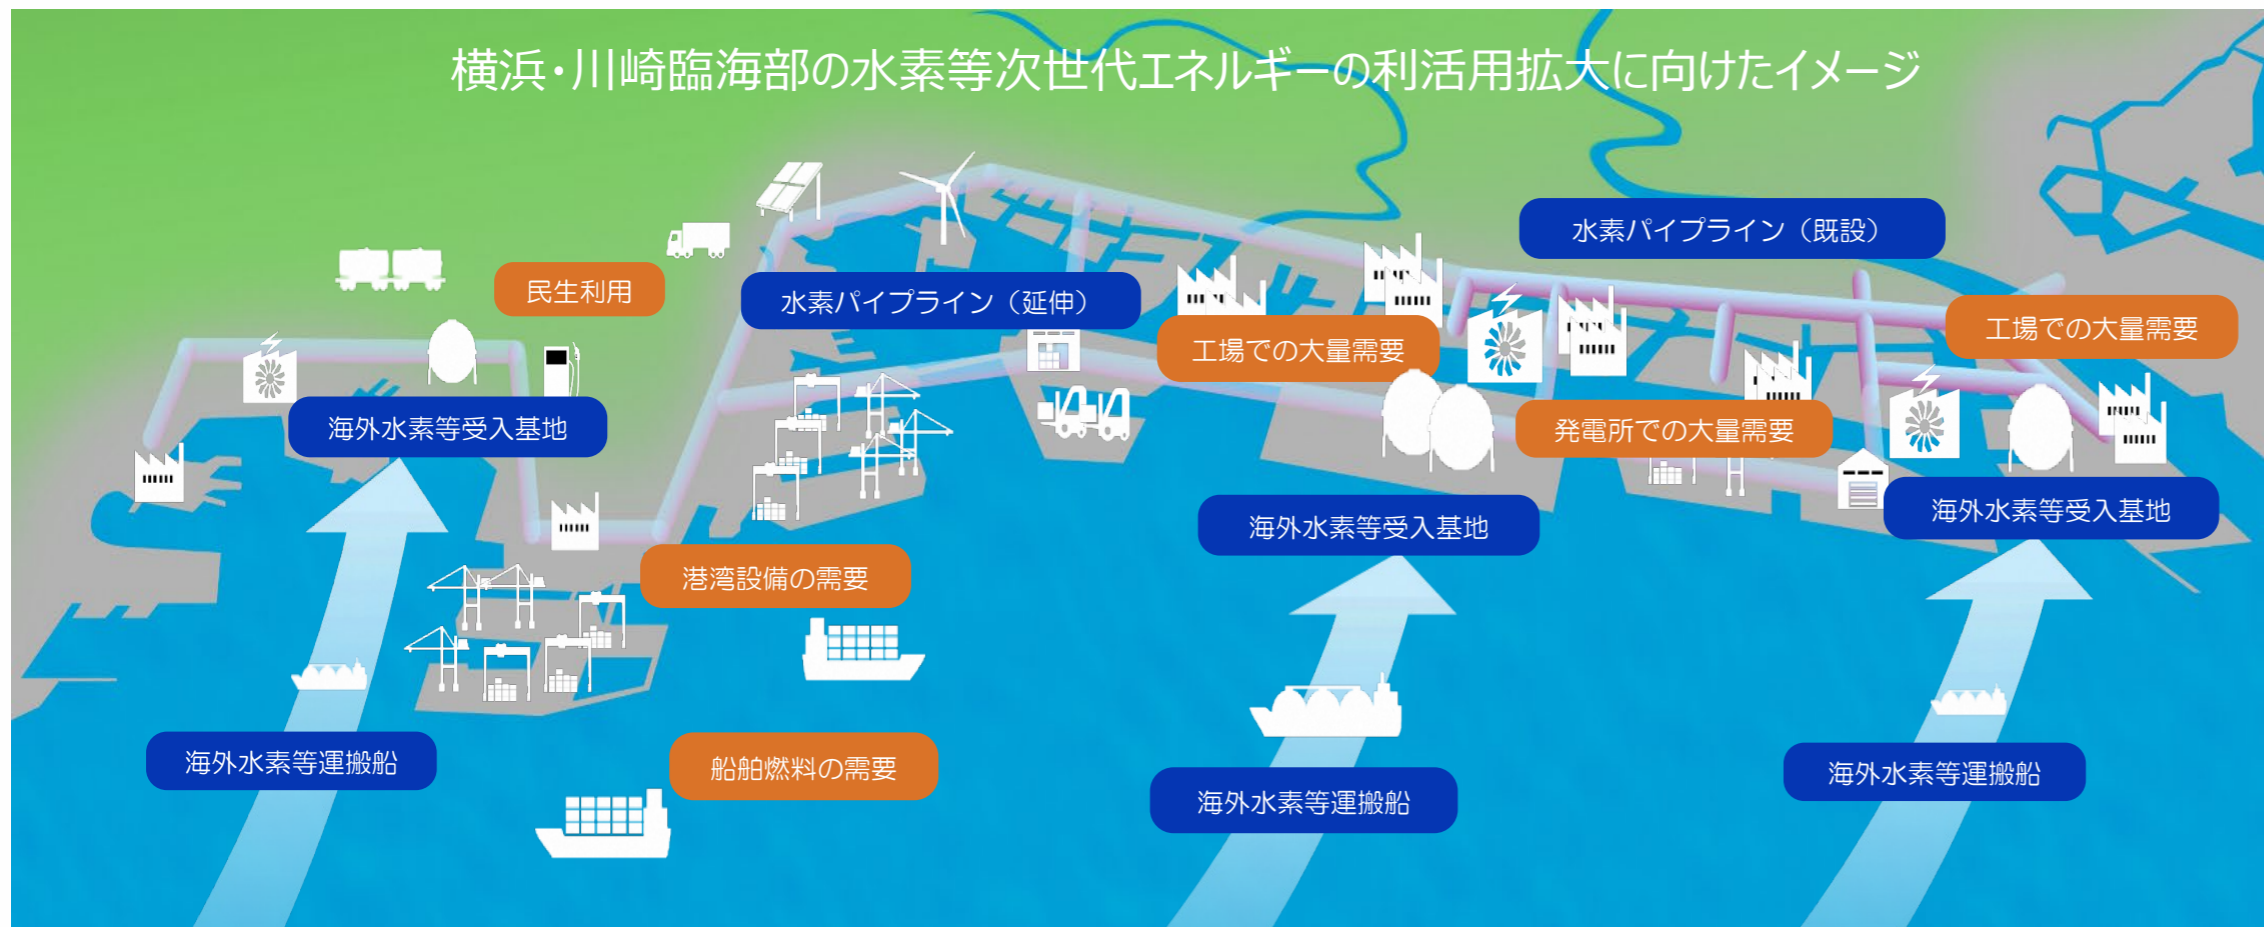 横浜・川崎臨海部の水素等次世代エネルギーの利活用拡大に向けたイメージ
水素パイプライン（既設）
民生利用
水素パイプライン（延伸）
工場での大量需要
工場での大量需要
海外水素等受入基地
発電所での大量需要
海外水素等受入基地
海外水素等受入基地
港湾設備の需要
海外水素等運搬船
船舶燃料の需要
海外水素等運搬船
海外水素等運搬船